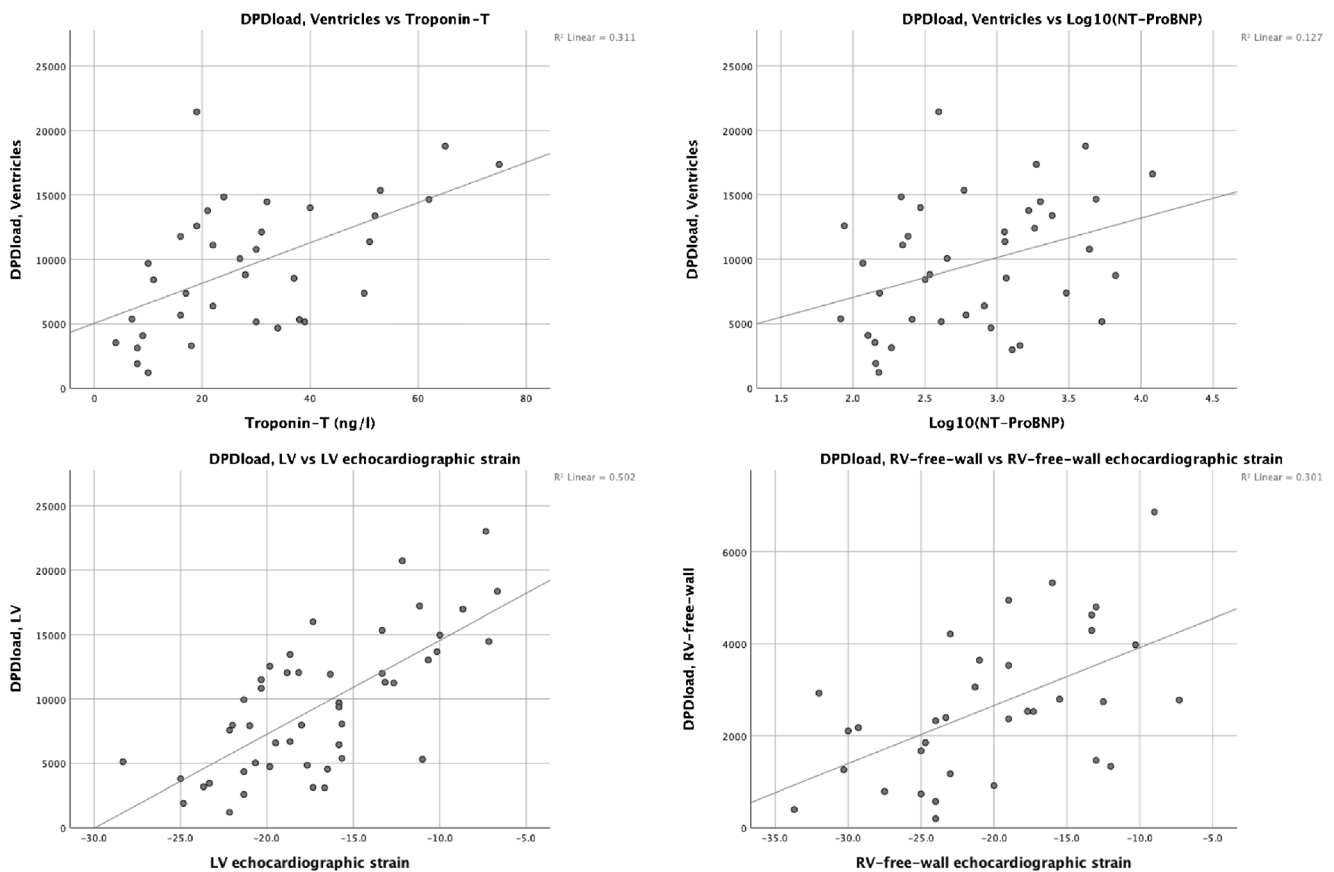 DPDload, Ventricles vs Troponin-T
R² Linear = 0.311
25000
20000
15000
10000
5000
0
DPDload, Ventricles
0
20
40
60
80
Troponin-T (ng/l)
DPDload, Ventricles vs Log10(NT-ProBNP)
R² Linear = 0.127
25000
20000
15000
10000
5000
0
DPDload, Ventricles
1.5
2.0
2.5
3.0
3.5
4.0
4.5
Log10(NT-ProBNP)
DPDload, LV vs LV echocardiographic strain
R² Linear = 0.502
25000
20000
15000
10000
5000
0
DPDload, LV
-30.0
-25.0
-20.0
-15.0
-10.0
-5.0
LV echocardiographic strain
DPDload, RV-free-wall vs RV-free-wall echocardiographic strain
R² Linear = 0.301
6000
4000
2000
0
DPDload, RV-free-wall
-35.0
-30.0
-25.0
-20.0
-15.0
-10.0
-5.0
RV-free-wall echocardiographic strain